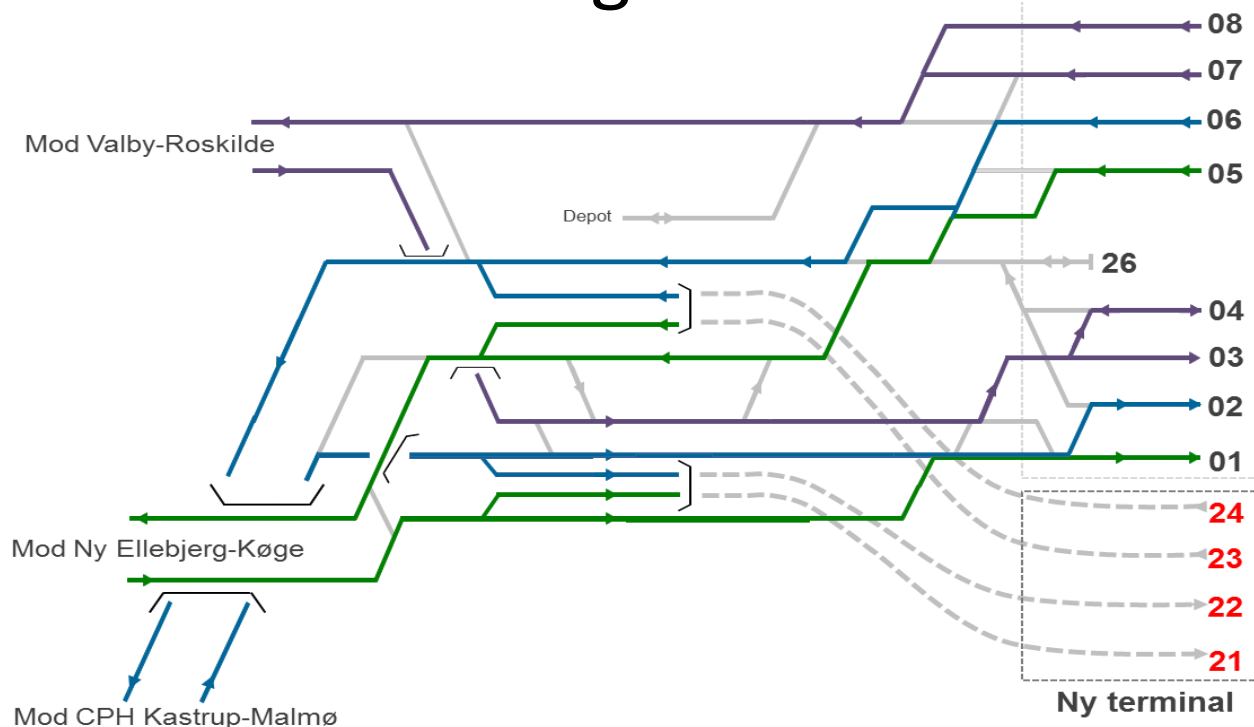 08
07
06
Mod Valby-Roskilde
05
Depot
26
04
03
02
01
24
Mod Ny Ellebjerg-Køge
23
22
21
Ny terminal
Mod CPH Kastrup-Malmø